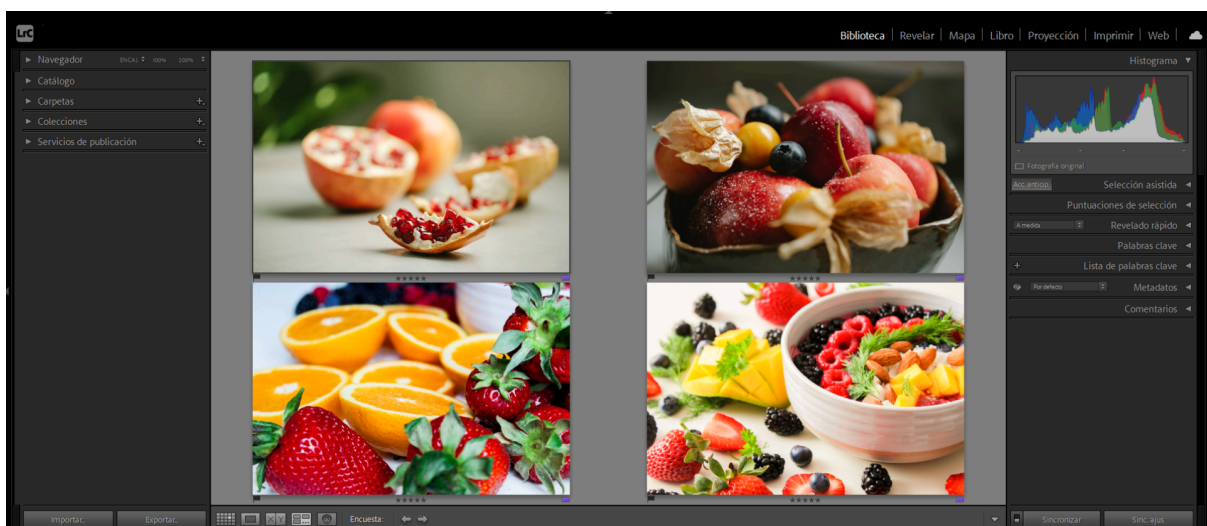 LrC
Biblioteca | Revelar | Mapa | Libro | Proyección | Imprimir | Web |
Navegador ENCAJ. 100% 200%
Catálogo
Carpetas
Colecciones
Servicios de publicación
Histograma
Fotografía original
Acc. anticip. Selección asistida
Puntuaciones de selección
A medida Revelado rápido
Palabras clave
Lista de palabras clave
Por defecto Metadatos
Comentarios
Importar... Exportar...
XY Encuesta:
Sincronizar Sinc. ajus.